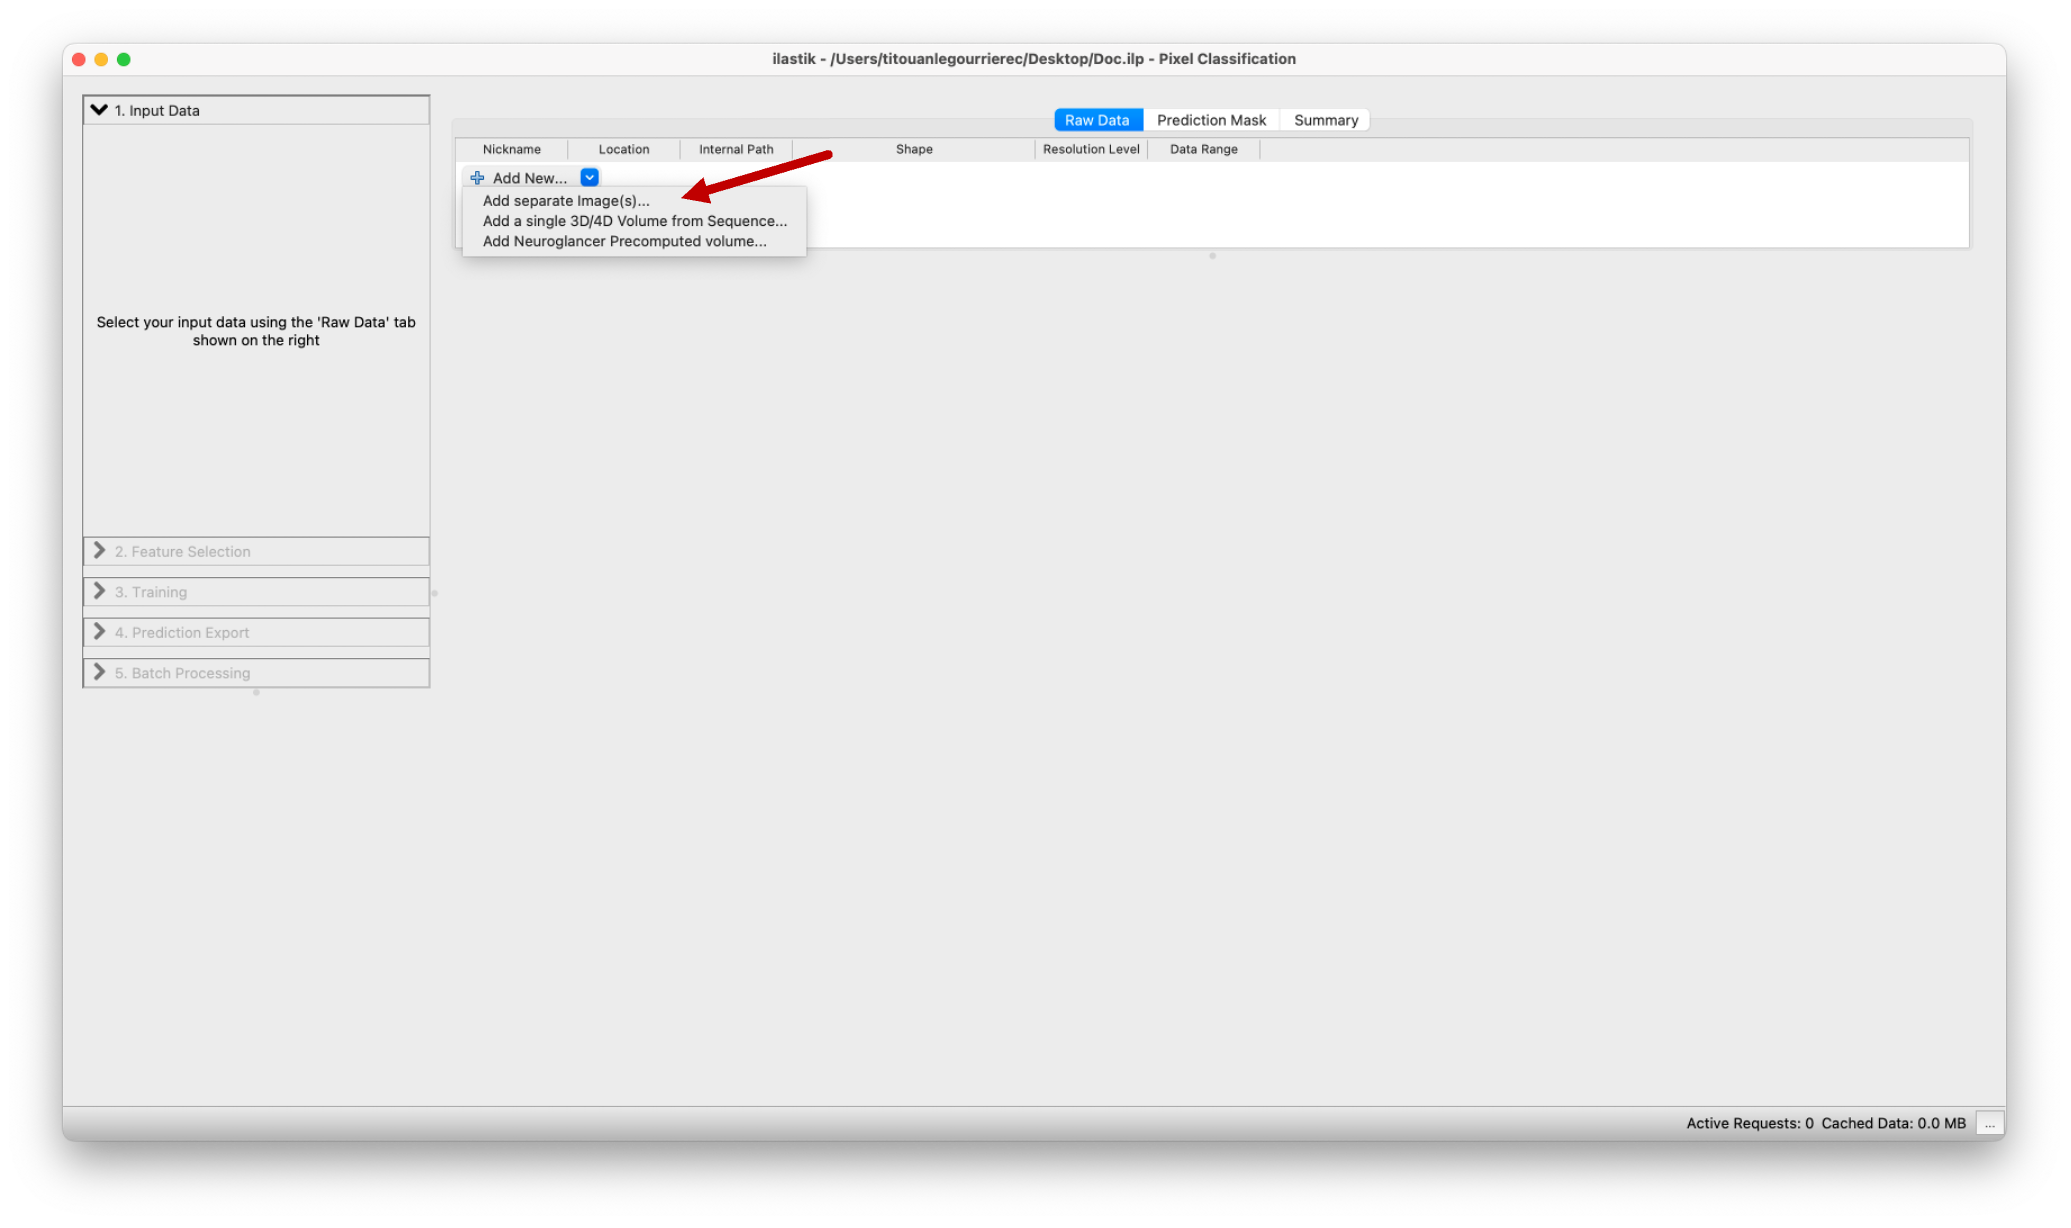 ilastik - /Users/titouanlegourrierec/Desktop/Doc.ilp - Pixel Classification
1. Input Data
Select your input data using the 'Raw Data' tab
shown on the right
2. Feature Selection
3. Training
4. Prediction Export
5. Batch Processing
Raw Data Prediction Mask Summary
Nickname Location Internal Path Shape Resolution Level Data Range
Add New...
Add separate Image(s)...
Add a single 3D/4D Volume from Sequence...
Add Neuroglancer Precomputed volume...
Active Requests: 0 Cached Data: 0.0 MB ...